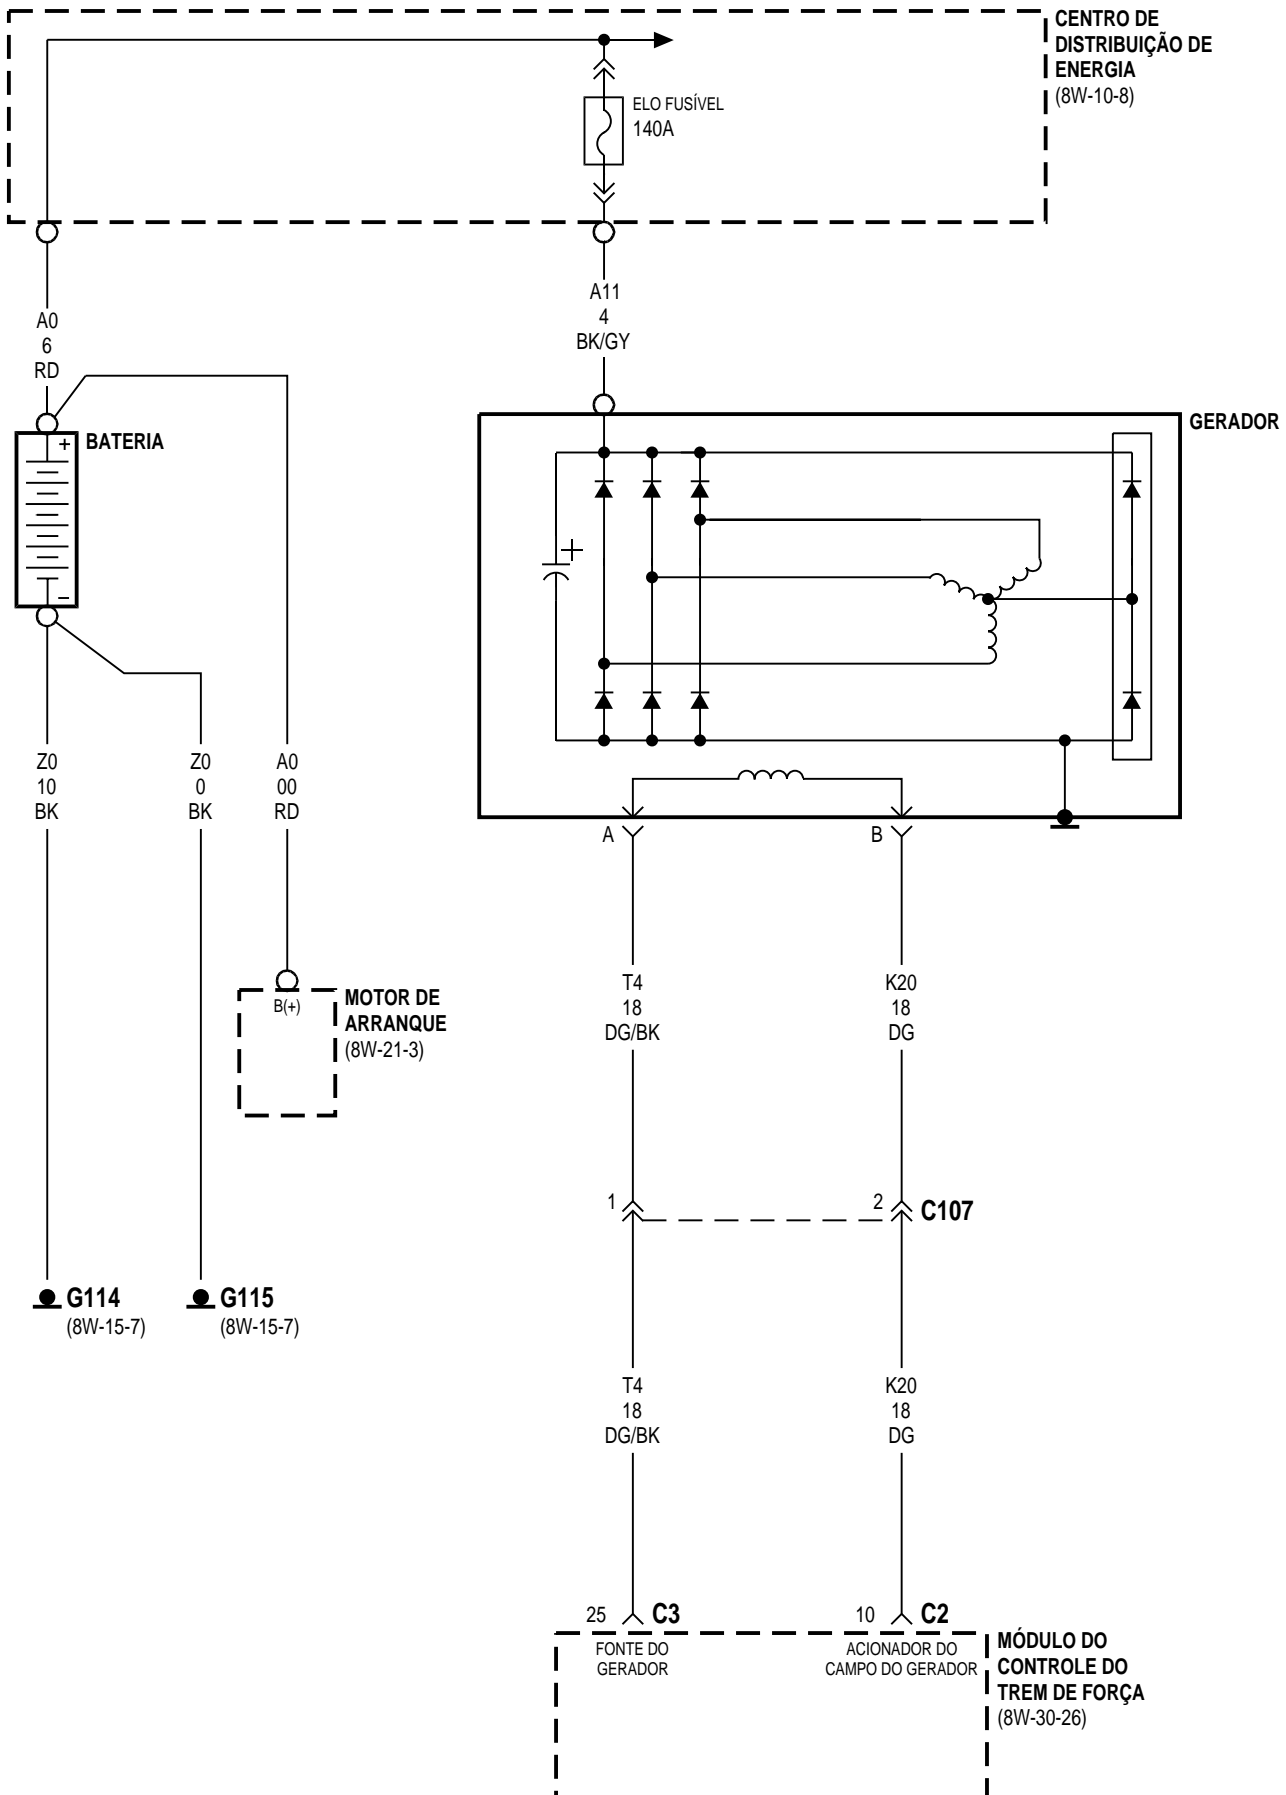 CENTRO DE
DISTRIBUIÇÃO DE
ENERGIA
(8W-10-8)
ELO FUSÍVEL
140A
A11
4
BK/GY
A0
6
RD
GERADOR
+ BATERIA
+
–
Z0
10
BK
Z0
0
BK
A0
00
RD
A
B
T4
18
DG/BK
K20
18
DG
B(+)
MOTOR DE
ARRANQUE
(8W-21-3)
1
2
C107
G114
(8W-15-7)
G115
(8W-15-7)
T4
18
DG/BK
K20
18
DG
25
C3
10
C2
FONTE DO
GERADOR
ACIONADOR DO
CAMPO DO GERADOR
MÓDULO DO
CONTROLE DO
TREM DE FORÇA
(8W-30-26)